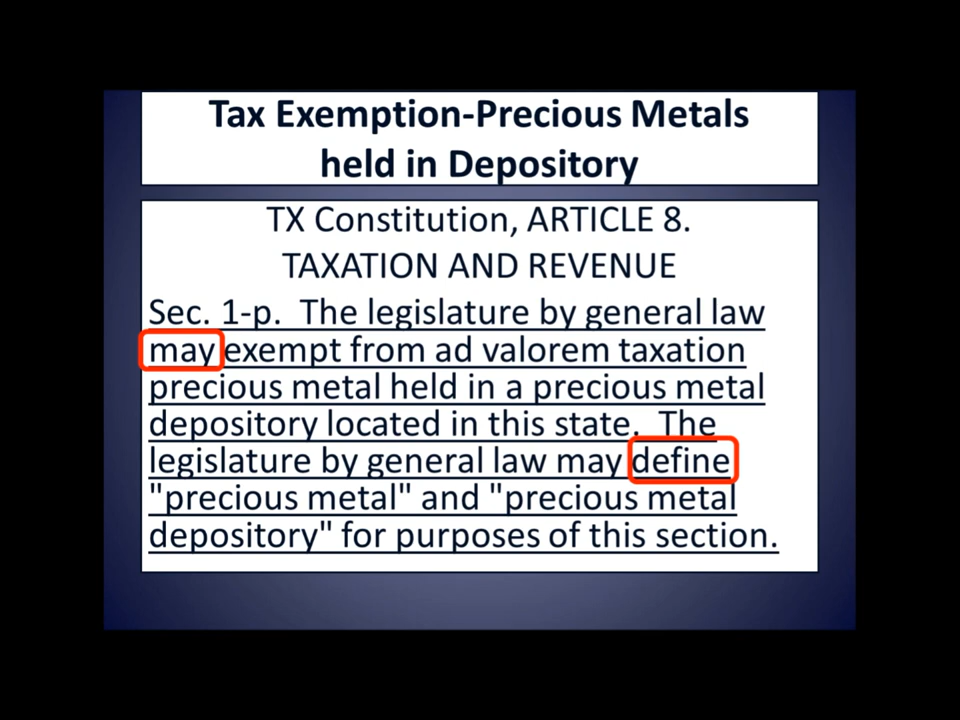 Tax Exemption-Precious Metals
held in Depository
TX Constitution, ARTICLE 8.
TAXATION AND REVENUE
Sec. 1-p.  The legislature by general law
may exempt from ad valorem taxation
precious metal held in a precious metal
depository located in this state.  The
legislature by general law may define
"precious metal" and "precious metal
depository" for purposes of this section.